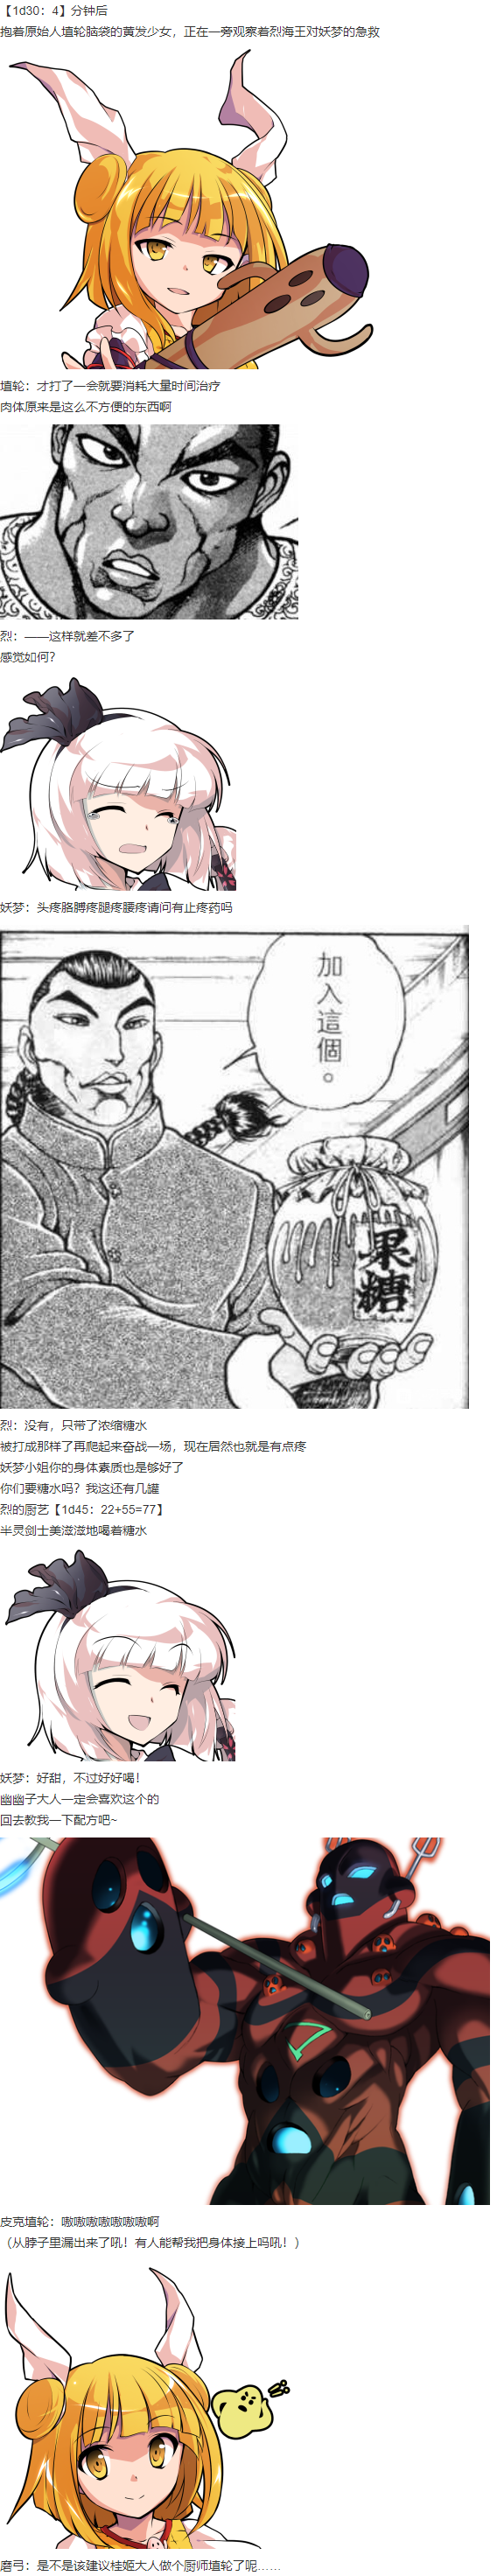 【1d30：4】分钟后
抱着原始人埴轮脑袋的黄发少女，正在一旁观察着烈海王对妖梦的急救
埴轮：才打了一会就要消耗大量时间治疗
肉体原来是这么不方便的东西啊
烈：——这样就差不多了
感觉如何？
妖梦：头疼胳膊疼腿疼腰疼请问有止疼药吗
加入這個。
果糖
烈：没有，只带了浓缩糖水
被打成那样了再爬起来奋战一场，现在居然也就是有点疼
妖梦小姐你的身体素质也是够好了
你们要糖水吗？我这还有几罐
烈的厨艺【1d45：22+55=77】
半灵剑士美滋滋地喝着糖水
妖梦：好甜，不过好好喝！
幽幽子大人一定会喜欢这个的
回去教我一下配方吧~
皮克埴轮：嗷嗷嗷嗷嗷嗷嗷啊
（从脖子里漏出来了吼！有人能帮我把身体接上吗吼！）
磨弓：是不是该建议桂姬大人做个厨师埴轮了呢……